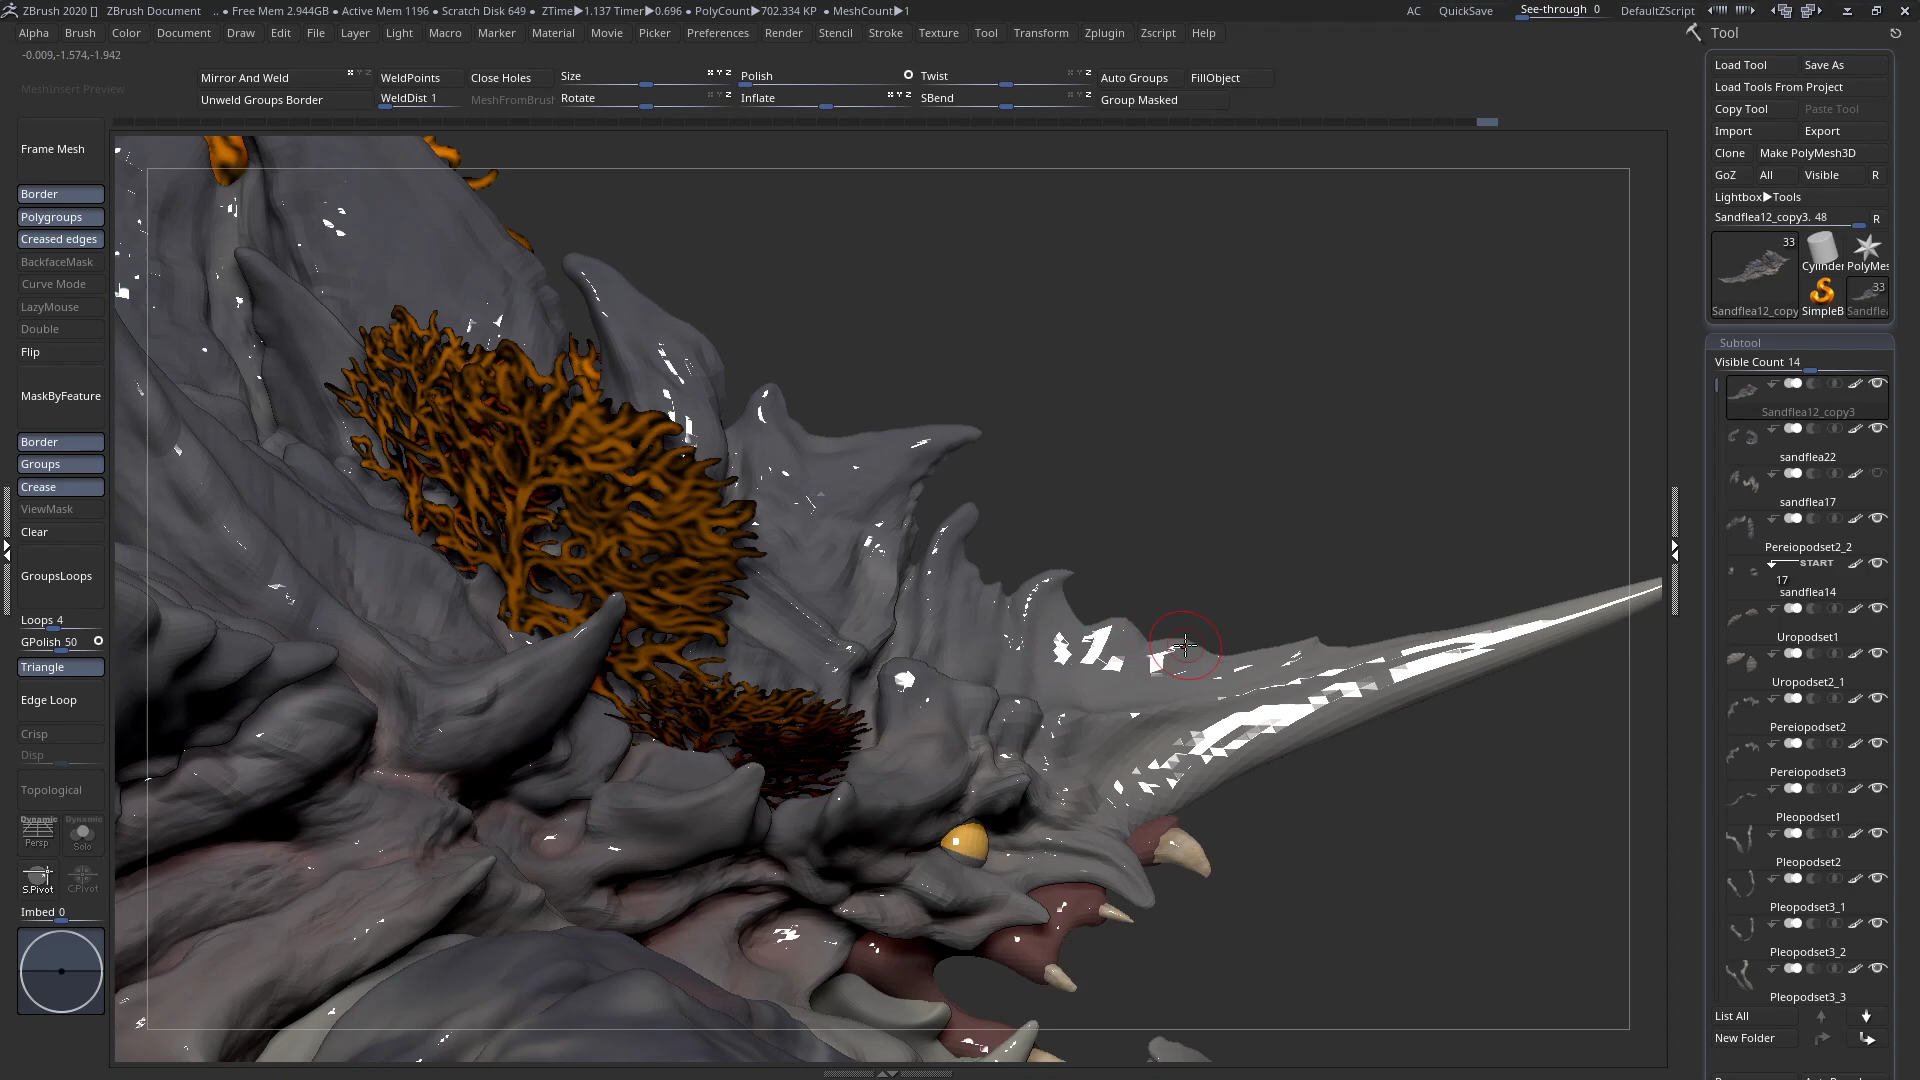 ZBrush 2020 [] ZBrush Document .. • Free Mem 2.944GB • Active Mem 1196 • Scratch Disk 649 • ZTime▶1.137 Timer▶0.696 • PolyCount▶702.334 KP • MeshCount▶1 AC QuickSave See-through 0 DefaultZScript
Alpha Brush Color Document Draw Edit File Layer Light Macro Marker Material Movie Picker Preferences Render Stencil Stroke Texture Tool Transform Zplugin Zscript Help
-0.009,-1.574,-1.942
MeshInsert Preview
Mirror And Weld WeldPoints Close Holes Size Polish Twist Auto Groups FillObject
Unweld Groups Border WeldDist 1 MeshFromBrush Rotate Inflate SBend Group Masked
Frame Mesh
Border
Polygroups
Creased edges
BackfaceMask
Curve Mode
LazyMouse
Double
Flip
MaskByFeature
Border
Groups
Crease
ViewMask
Clear
GroupsLoops
Loops 4
GPolish 50
Triangle
Edge Loop
Crisp
Disp
Topological
Dynamic Dynamic
Persp Solo
S.Pivot C.Pivot
Imbed 0
Tool
Load Tool Save As
Load Tools From Project
Copy Tool Paste Tool
Import Export
Clone Make PolyMesh3D
GoZ All Visible R
Lightbox▶Tools
Sandflea12_copy3. 48 R
33
Cylinder PolyMes
33
Sandflea12_copy SimpleB Sandflea
Subtool
Visible Count 14
Sandflea12_copy3
sandflea22
sandflea17
Pereiopodset2_2
START
17
sandflea14
Uropodset1
Uropodset2_1
Pereiopodset2
Pereiopodset3
Pleopodset1
Pleopodset2
Pleopodset3_1
Pleopodset3_2
Pleopodset3_3
List All
New Folder